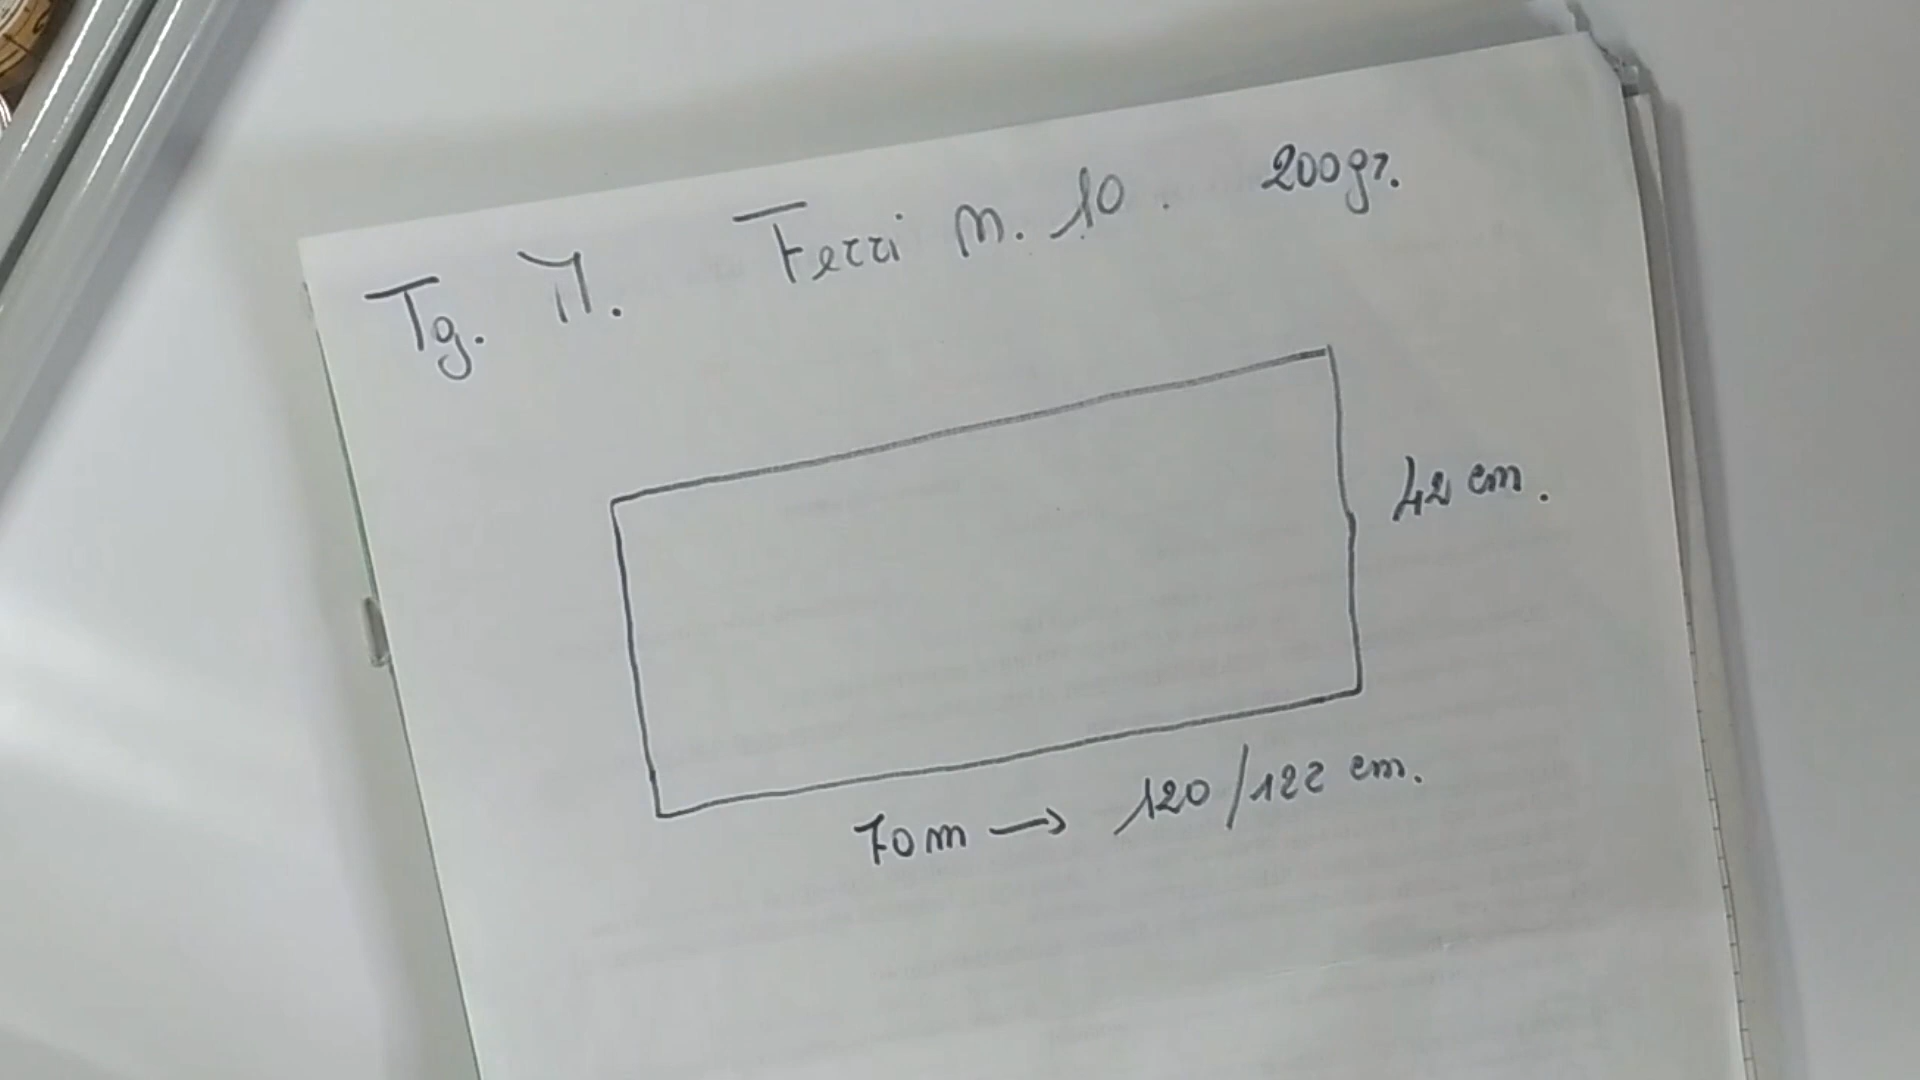 Tg. M. Ferri n. 10. 200gr.
42 cm.
70 m → 120/122 cm.